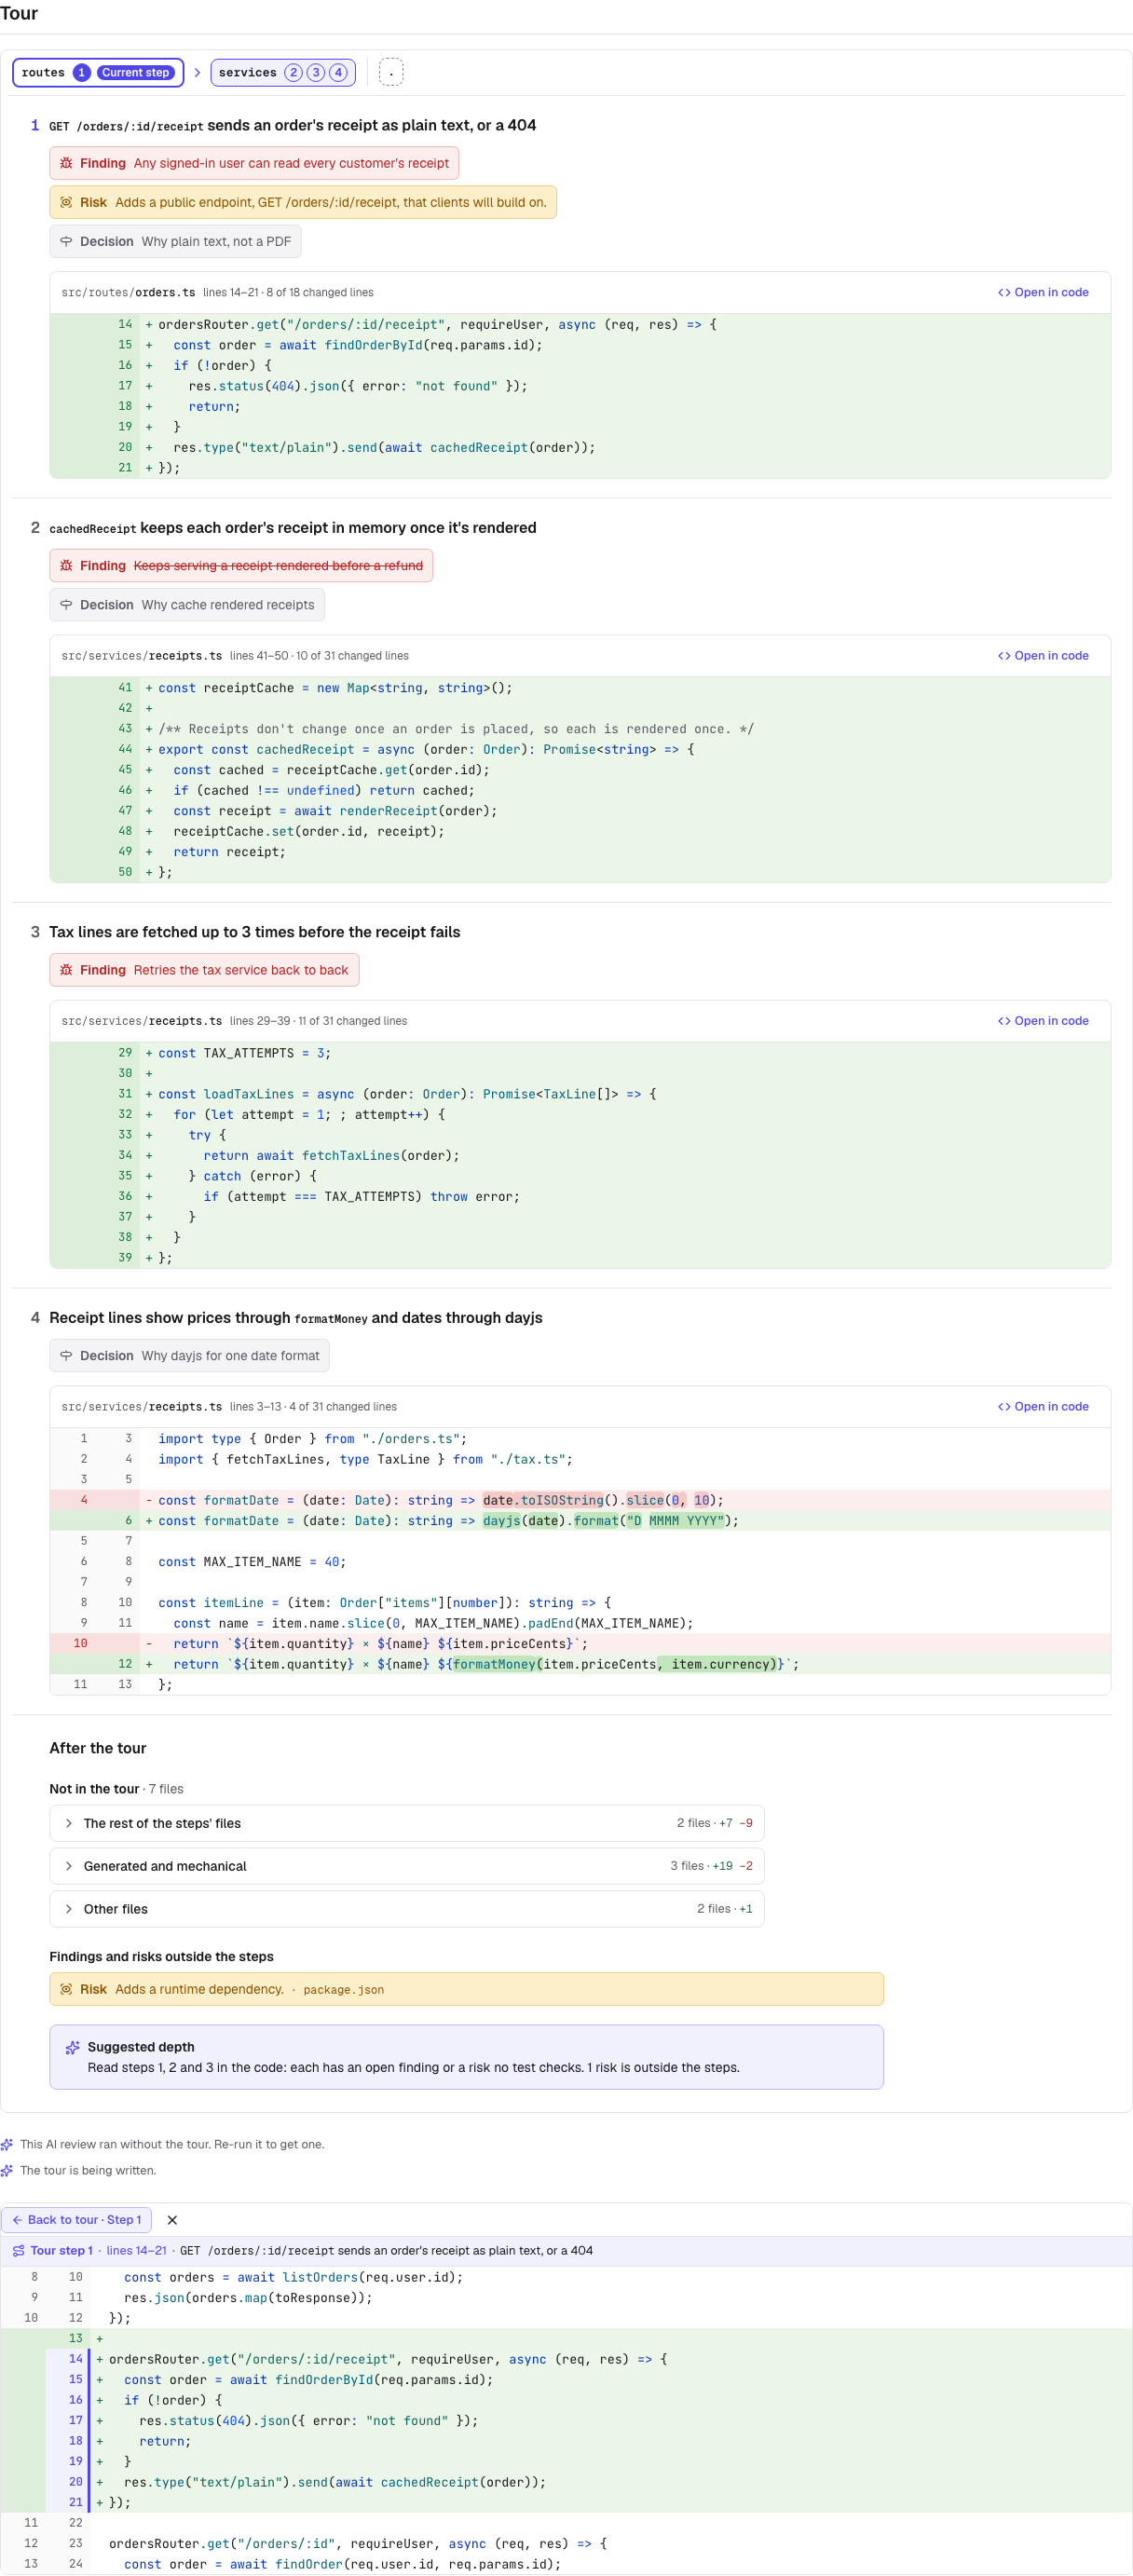 Tour
routes 1 Current step > services 2 3 4 .
1 GET /orders/:id/receipt sends an order's receipt as plain text, or a 404
Finding Any signed-in user can read every customer's receipt
Risk Adds a public endpoint, GET /orders/:id/receipt, that clients will build on.
Decision Why plain text, not a PDF
src/routes/orders.ts lines 14–21 · 8 of 18 changed lines <> Open in code
14 + ordersRouter.get("/orders/:id/receipt", requireUser, async (req, res) => {
15 +   const order = await findOrderById(req.params.id);
16 +   if (!order) {
17 +     res.status(404).json({ error: "not found" });
18 +     return;
19 +   }
20 +   res.type("text/plain").send(await cachedReceipt(order));
21 + });
2 cachedReceipt keeps each order's receipt in memory once it's rendered
Finding Keeps serving a receipt rendered before a refund
Decision Why cache rendered receipts
src/services/receipts.ts lines 41–50 · 10 of 31 changed lines <> Open in code
41 + const receiptCache = new Map<string, string>();
42 +
43 + /** Receipts don't change once an order is placed, so each is rendered once. */
44 + export const cachedReceipt = async (order: Order): Promise<string> => {
45 +   const cached = receiptCache.get(order.id);
46 +   if (cached !== undefined) return cached;
47 +   const receipt = await renderReceipt(order);
48 +   receiptCache.set(order.id, receipt);
49 +   return receipt;
50 + };
3 Tax lines are fetched up to 3 times before the receipt fails
Finding Retries the tax service back to back
src/services/receipts.ts lines 29–39 · 11 of 31 changed lines <> Open in code
29 + const TAX_ATTEMPTS = 3;
30 +
31 + const loadTaxLines = async (order: Order): Promise<TaxLine[]> => {
32 +   for (let attempt = 1; ; attempt++) {
33 +     try {
34 +       return await fetchTaxLines(order);
35 +     } catch (error) {
36 +       if (attempt === TAX_ATTEMPTS) throw error;
37 +     }
38 +   }
39 + };
4 Receipt lines show prices through formatMoney and dates through dayjs
Decision Why dayjs for one date format
src/services/receipts.ts lines 3–13 · 4 of 31 changed lines <> Open in code
1 3 import type { Order } from "./orders.ts";
2 4 import { fetchTaxLines, type TaxLine } from "./tax.ts";
3 5
4 - const formatDate = (date: Date): string => date.toISOString().slice(0, 10);
6 + const formatDate = (date: Date): string => dayjs(date).format("D MMMM YYYY");
5 7
6 8 const MAX_ITEM_NAME = 40;
7 9
8 10 const itemLine = (item: Order["items"][number]): string => {
9 11   const name = item.name.slice(0, MAX_ITEM_NAME).padEnd(MAX_ITEM_NAME);
10 -   return `${item.quantity} × ${name} ${item.priceCents}`;
12 +   return `${item.quantity} × ${name} ${formatMoney(item.priceCents, item.currency)}`;
11 13 };
After the tour
Not in the tour · 7 files
> The rest of the steps' files 2 files · +7 −9
> Generated and mechanical 3 files · +19 −2
> Other files 2 files · +1
Findings and risks outside the steps
Risk Adds a runtime dependency. · package.json
Suggested depth
Read steps 1, 2 and 3 in the code: each has an open finding or a risk no test checks. 1 risk is outside the steps.
This AI review ran without the tour. Re-run it to get one.
The tour is being written.
← Back to tour · Step 1 ×
Tour step 1 · lines 14–21 · GET /orders/:id/receipt sends an order's receipt as plain text, or a 404
8 10   const orders = await listOrders(req.user.id);
9 11   res.json(orders.map(toResponse));
10 12 });
13 +
14 + ordersRouter.get("/orders/:id/receipt", requireUser, async (req, res) => {
15 +   const order = await findOrderById(req.params.id);
16 +   if (!order) {
17 +     res.status(404).json({ error: "not found" });
18 +     return;
19 +   }
20 +   res.type("text/plain").send(await cachedReceipt(order));
21 + });
11 22
12 23 ordersRouter.get("/orders/:id", requireUser, async (req, res) => {
13 24   const order = await findOrder(req.user.id, req.params.id);